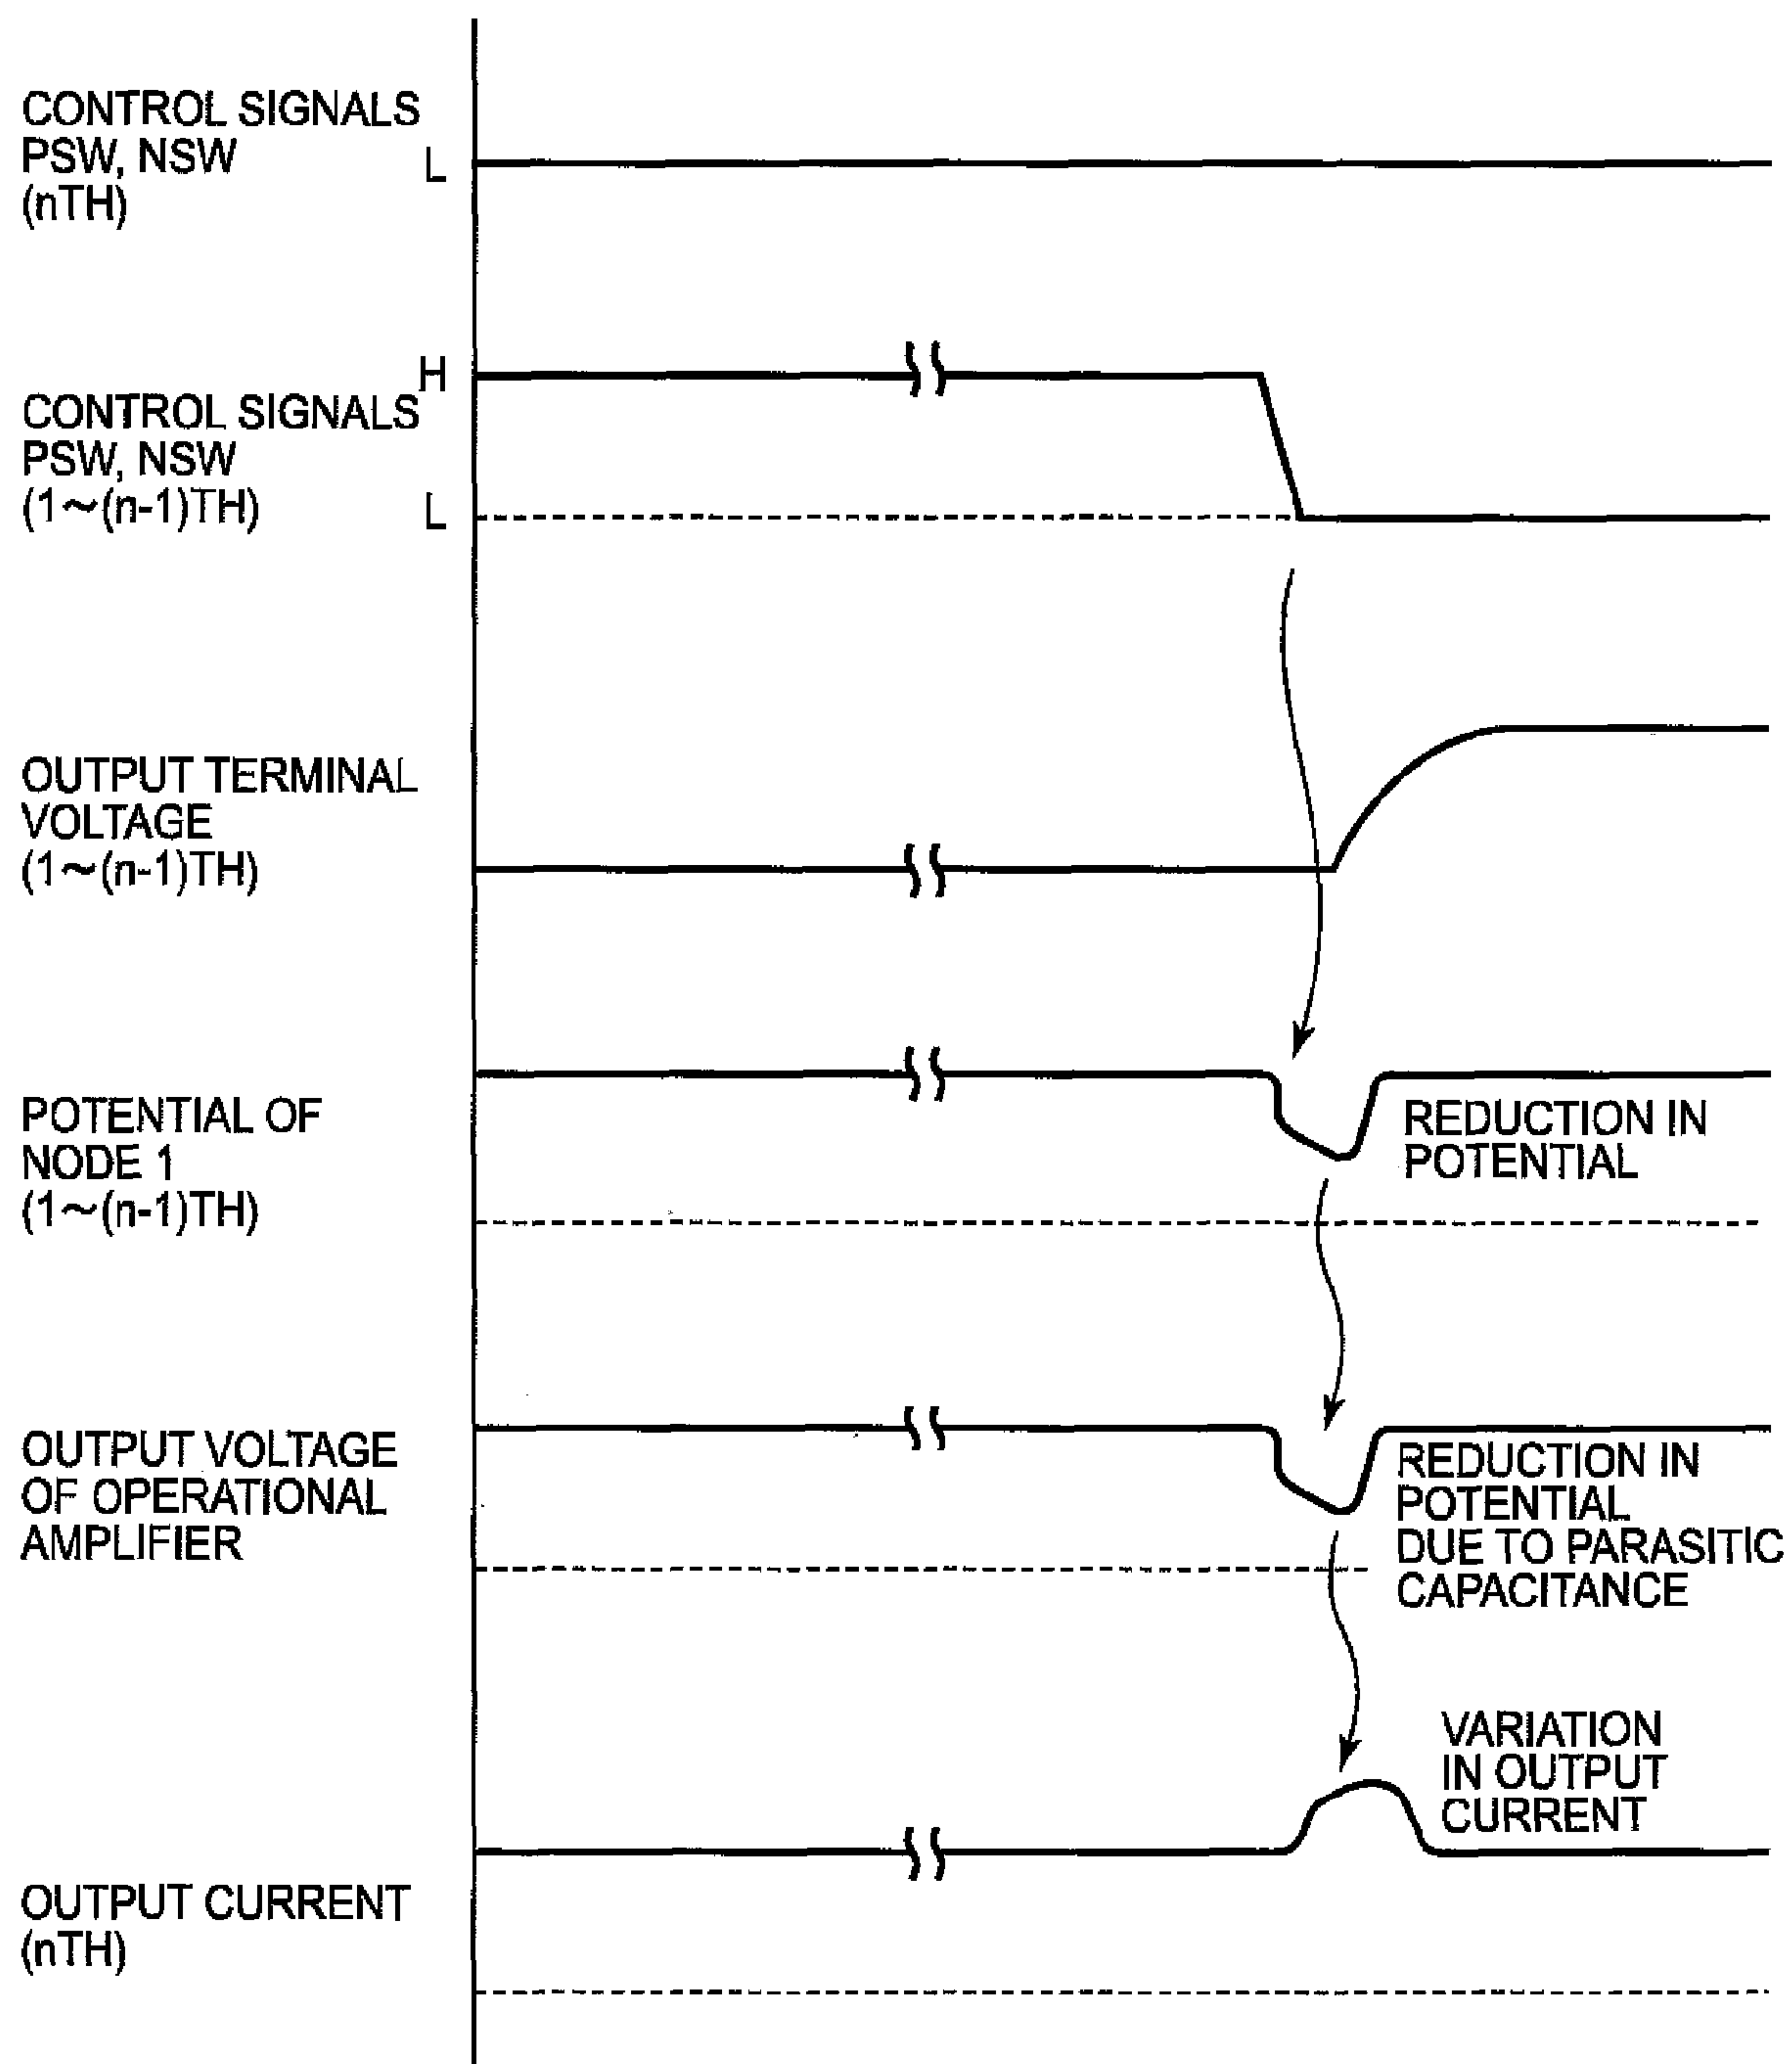 CONTROL SIGNALS
PSW, NSW
(nTH)
L
H
CONTROL SIGNALS
PSW, NSW
(1~(n-1)TH)
L
OUTPUT TERMINAL
VOLTAGE
(1~(n-1)TH)
POTENTIAL OF
NODE 1
(1~(n-1)TH)
REDUCTION IN
POTENTIAL
OUTPUT VOLTAGE
OF OPERATIONAL
AMPLIFIER
REDUCTION IN
POTENTIAL
DUE TO PARASITIC
CAPACITANCE
VARIATION
IN OUTPUT
CURRENT
OUTPUT CURRENT
(nTH)